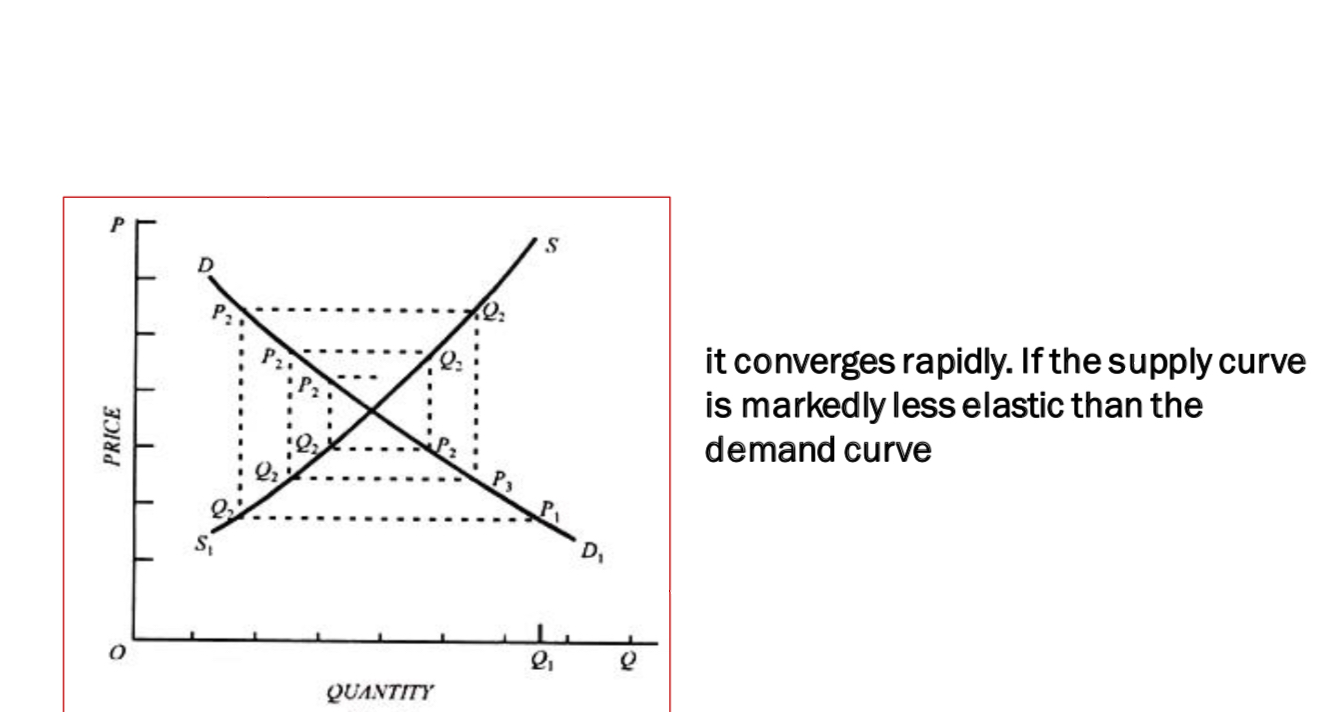 P
D
S
P₂
Q₂
P₂
Q₂
P₂
PRICE
Q₂
P₂
Q₂
P₃
Q₂
P₁
S₁
D₁
O
Q₁
Q
QUANTITY
it converges rapidly. If the supply curve
is markedly less elastic than the
demand curve